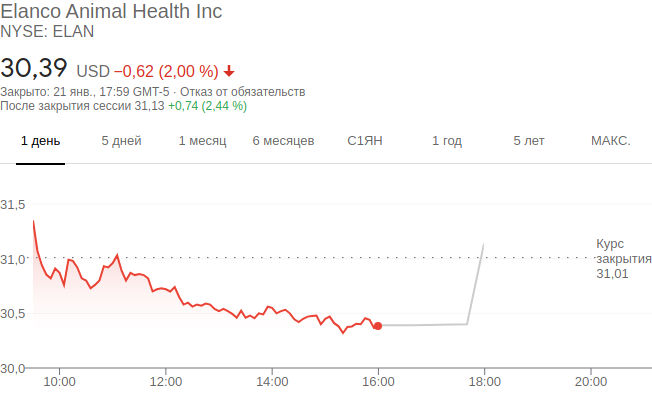 Elanco Animal Health Inc
NYSE: ELAN
30,39 USD −0,62 (2,00 %)
Закрыто: 21 янв., 17:59 GMT-5 · Отказ от обязательств
После закрытия сессии 31,13 +0,74 (2,44 %)
1 день 5 дней 1 месяц 6 месяцев С1ЯН 1 год 5 лет МАКС.
31,5
31,0
30,5
30,0
Курс
закрытия
31,01
10:00 12:00 14:00 16:00 18:00 20:00